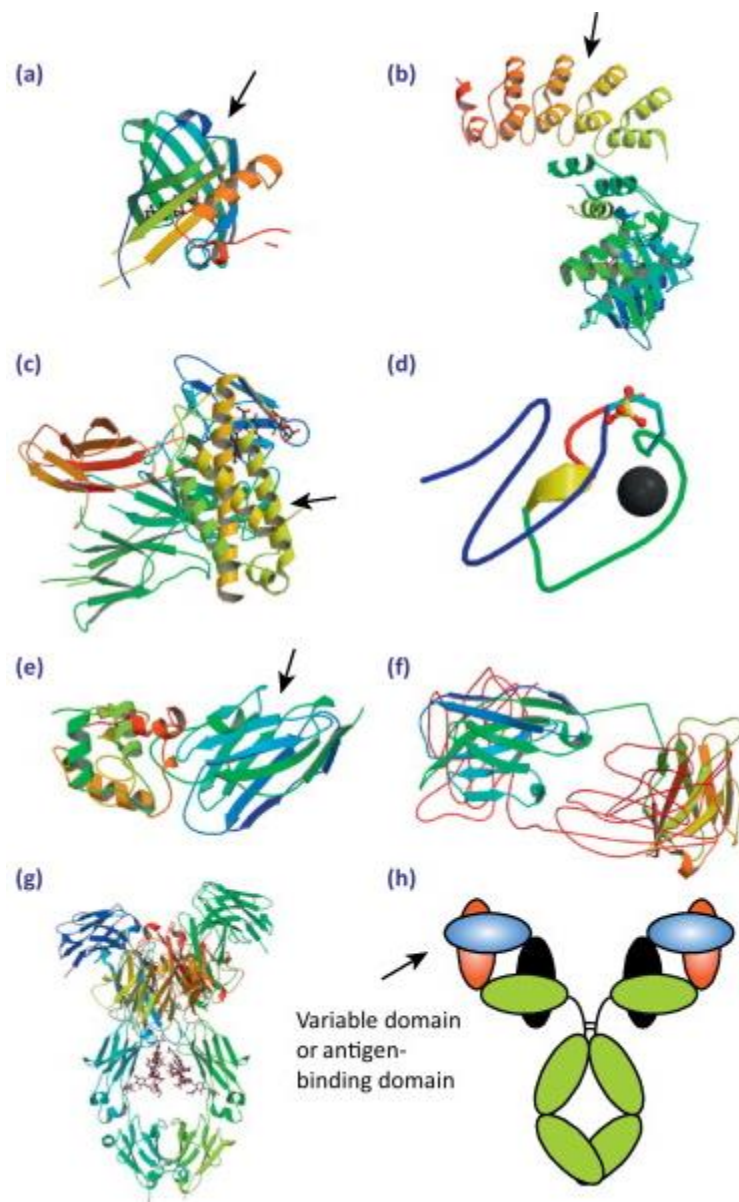 (a)
(b)
(c)
(d)
(e)
(f)
(g)
(h)
Variable domain
or antigen-
binding domain